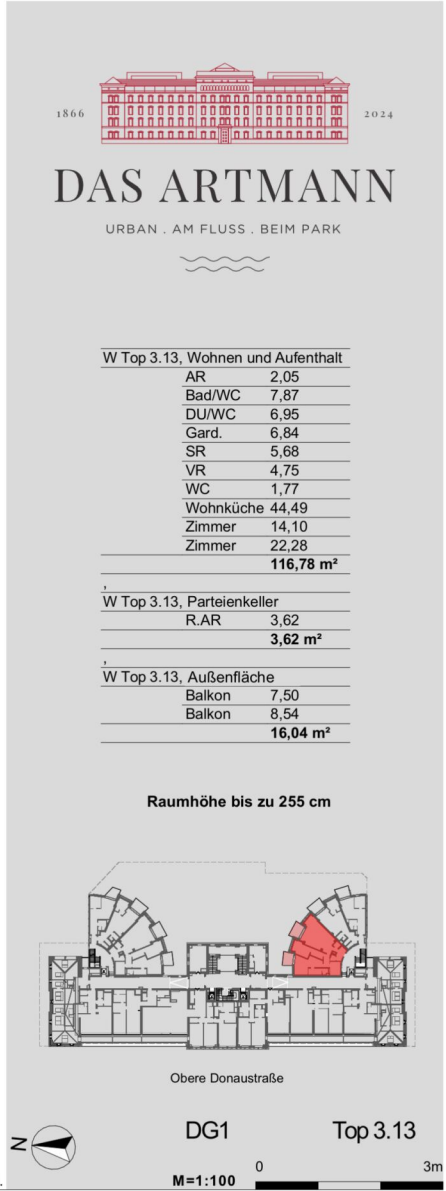 1866
2024
DAS ARTMANN
URBAN . AM FLUSS . BEIM PARK
W Top 3.13, Wohnen und Aufenthalt
AR 2,05
Bad/WC 7,87
DU/WC 6,95
Gard. 6,84
SR 5,68
VR 4,75
WC 1,77
Wohnküche 44,49
Zimmer 14,10
Zimmer 22,28
116,78 m²
,
W Top 3.13, Parteienkeller
R.AR 3,62
3,62 m²
,
W Top 3.13, Außenfläche
Balkon 7,50
Balkon 8,54
16,04 m²
Raumhöhe bis zu 255 cm
Obere Donaustraße
N
DG1 Top 3.13
0 3m
M=1:100